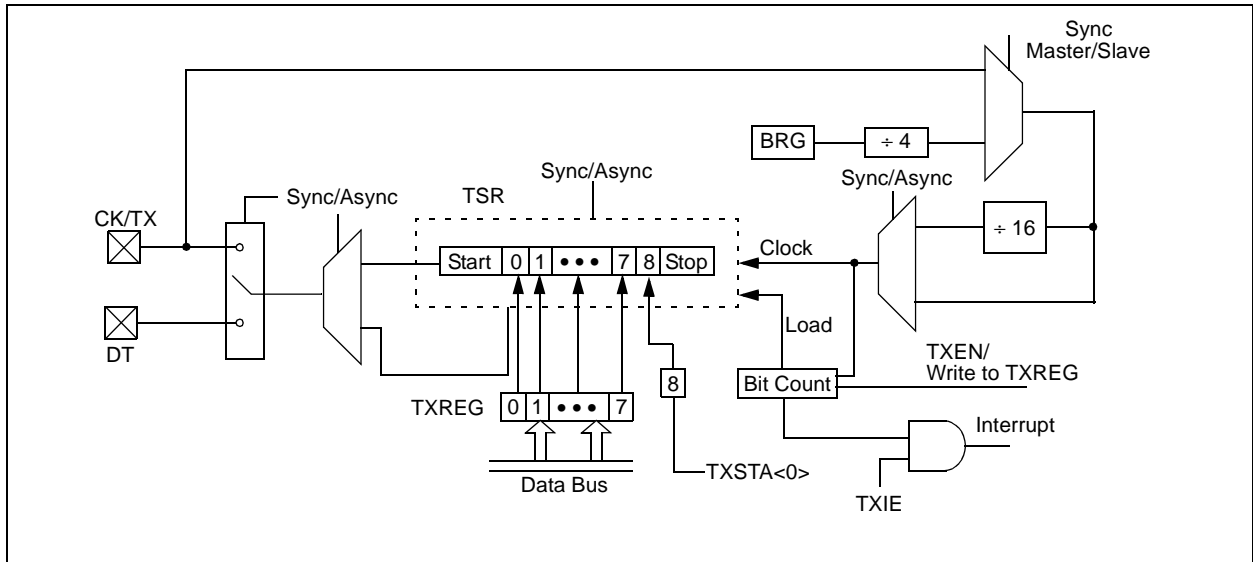 Sync
Master/Slave
BRG
÷ 4
Sync/Async
Sync/Async
TSR
Sync/Async
CK/TX
÷ 16
Clock
Start 0 1 ••• 7 8 Stop
Load
DT
TXEN/
Write to TXREG
8
Bit Count
TXREG 0 1 ••• 7
Interrupt
TXSTA<0>
Data Bus
TXIE